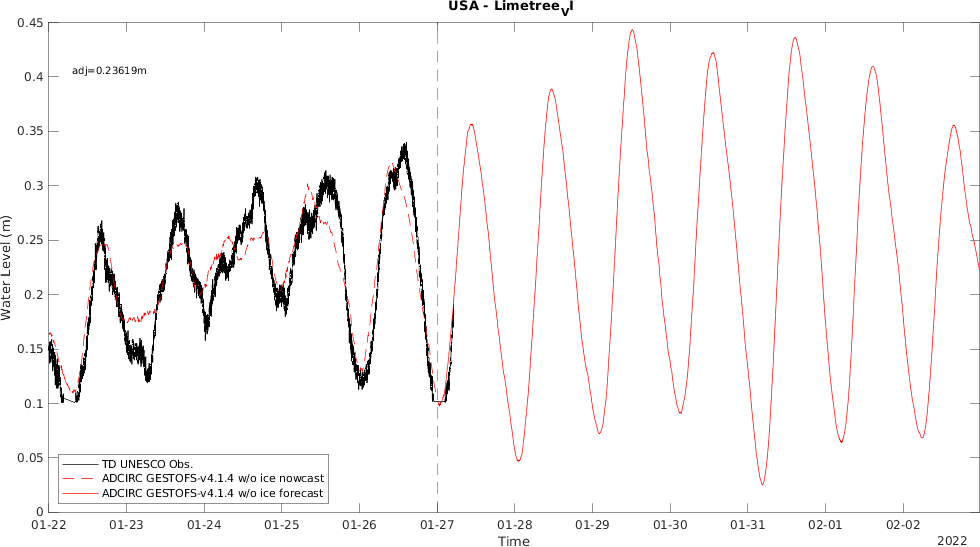 USA - LimetreeVI
0.45
0.4
0.35
0.3
0.25
0.2
0.15
0.1
0.05
0
Water Level (m)
adj=0.23619m
TD UNESCO Obs.
ADCIRC GESTOFS-v4.1.4 w/o ice nowcast
ADCIRC GESTOFS-v4.1.4 w/o ice forecast
01-22 01-23 01-24 01-25 01-26 01-27 01-28 01-29 01-30 01-31 02-01 02-02
Time
2022